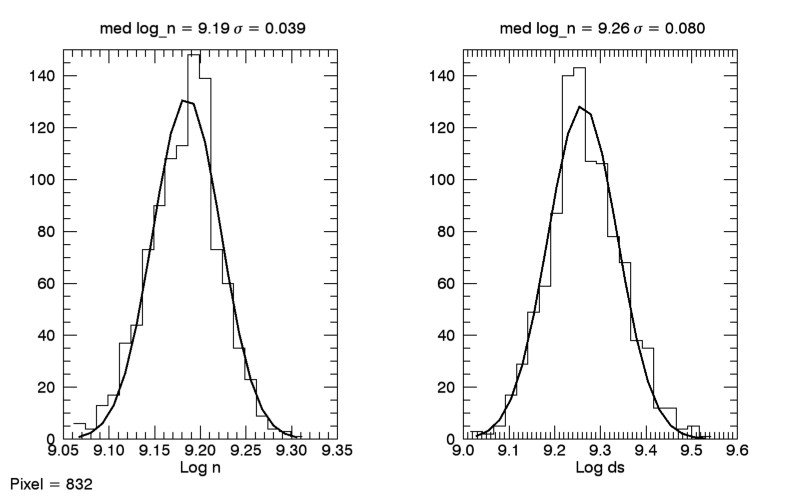 med log_n = 9.19 σ = 0.039
med log_n = 9.26 σ = 0.080
140
120
100
80
60
40
20
0
9.05 9.10 9.15 9.20 9.25 9.30 9.35
Log n
140
120
100
80
60
40
20
0
9.0 9.1 9.2 9.3 9.4 9.5 9.6
Log ds
Pixel = 832